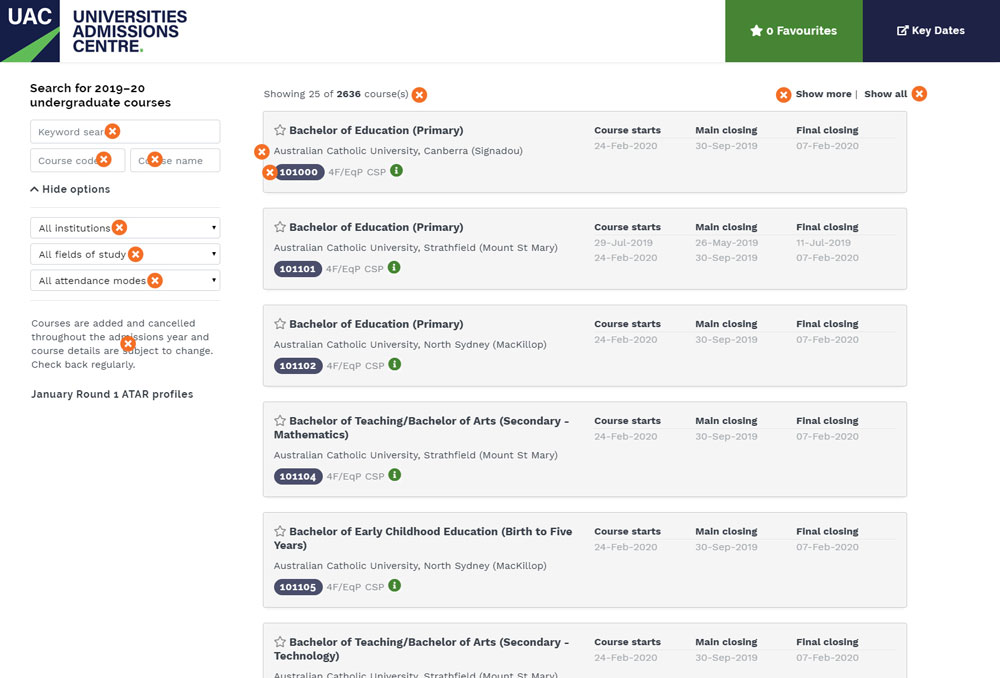 UAC
UNIVERSITIES
ADMISSIONS
CENTRE.
0 Favourites
Key Dates
Search for 2019–20
undergraduate courses
Keyword sear
Course code
Hide options
All institutions
All fields of study
All attendance modes
Courses are added and cancelled
throughout the admissions year and
course details are subject to change.
Check back regularly.
January Round 1 ATAR profiles
Showing 25 of 2636 course(s)
Show more | Show all
Bachelor of Education (Primary)
Australian Catholic University, Canberra (Signadou)
101000 4F/EqP CSP
Course starts Main closing Final closing
24-Feb-2020 30-Sep-2019 07-Feb-2020
Bachelor of Education (Primary)
Australian Catholic University, Strathfield (Mount St Mary)
101101 4F/EqP CSP
Course starts Main closing Final closing
29-Jul-2019 26-May-2019 11-Jul-2019
24-Feb-2020 30-Sep-2019 07-Feb-2020
Bachelor of Education (Primary)
Australian Catholic University, North Sydney (MacKillop)
101102 4F/EqP CSP
Course starts Main closing Final closing
24-Feb-2020 30-Sep-2019 07-Feb-2020
Bachelor of Teaching/Bachelor of Arts (Secondary -
Mathematics)
Australian Catholic University, Strathfield (Mount St Mary)
101104 4F/EqP CSP
Course starts Main closing Final closing
24-Feb-2020 30-Sep-2019 07-Feb-2020
Bachelor of Early Childhood Education (Birth to Five
Years)
Australian Catholic University, North Sydney (MacKillop)
101105 4F/EqP CSP
Course starts Main closing Final closing
24-Feb-2020 30-Sep-2019 07-Feb-2020
Bachelor of Teaching/Bachelor of Arts (Secondary -
Technology)
Australian Catholic University, Strathfield (Mount St Mary)
Course starts Main closing Final closing
24-Feb-2020 30-Sep-2019 07-Feb-2020